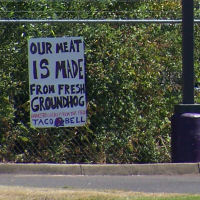 OUR MEAT
IS MADE
FROM FRESH
GROUNDHOG
TACO BELL